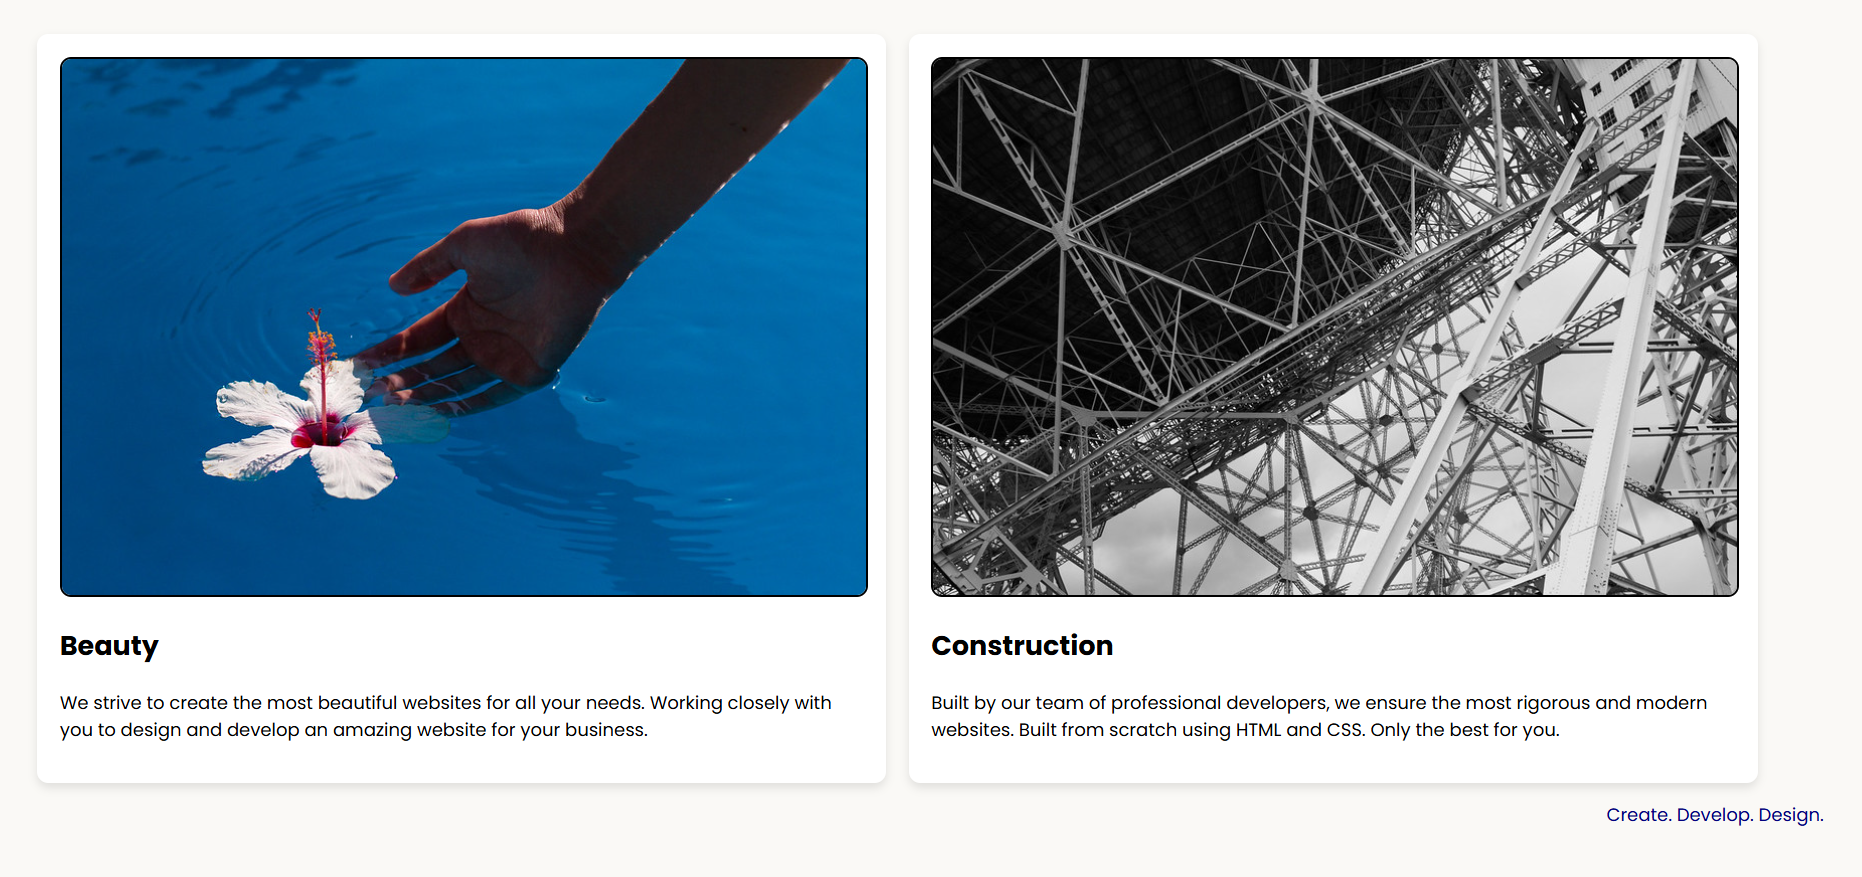 Beauty
We strive to create the most beautiful websites for all your needs. Working closely with
you to design and develop an amazing website for your business.
Construction
Built by our team of professional developers, we ensure the most rigorous and modern
websites. Built from scratch using HTML and CSS. Only the best for you.
Create. Develop. Design.